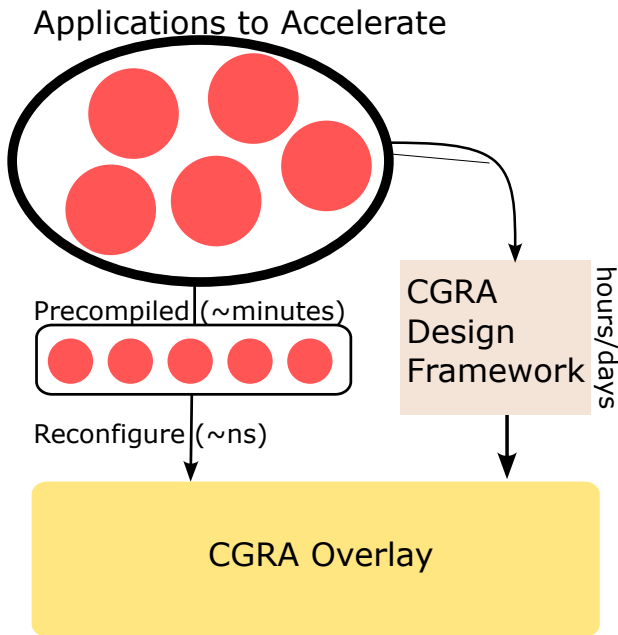 Applications to Accelerate
Precompiled (~minutes)
Reconfigure (~ns)
CGRA
Design
Framework
hours/days
CGRA Overlay